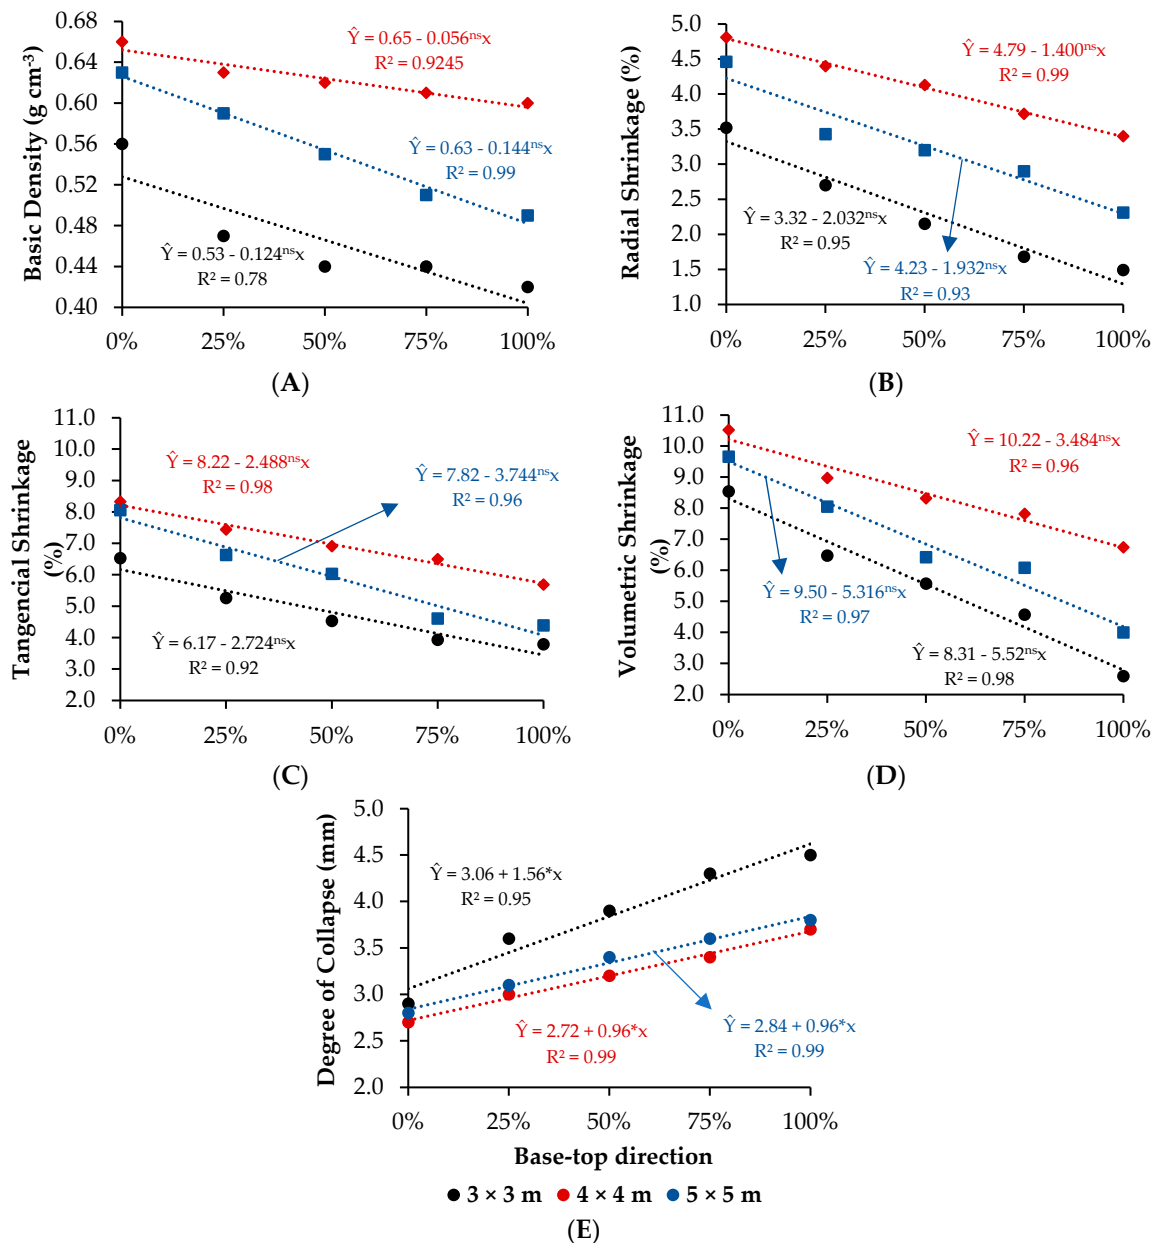 Basic Density (g cm⁻³)
0.68
0.64
0.60
0.56
0.52
0.48
0.44
0.40
Ŷ = 0.65 - 0.056ⁿˢx
R² = 0.9245
Ŷ = 0.63 - 0.144ⁿˢx
R² = 0.99
Ŷ = 0.53 - 0.124ⁿˢx
R² = 0.78
0% 25% 50% 75% 100%
(A)
Radial Shrinkage (%)
5.0
4.5
4.0
3.5
3.0
2.5
2.0
1.5
1.0
Ŷ = 4.79 - 1.400ⁿˢx
R² = 0.99
Ŷ = 3.32 - 2.032ⁿˢx
R² = 0.95
Ŷ = 4.23 - 1.932ⁿˢx
R² = 0.93
0% 25% 50% 75% 100%
(B)
Tangencial Shrinkage
(%)
11.0
10.0
9.0
8.0
7.0
6.0
5.0
4.0
3.0
2.0
Ŷ = 8.22 - 2.488ⁿˢx
R² = 0.98
Ŷ = 7.82 - 3.744ⁿˢx
R² = 0.96
Ŷ = 6.17 - 2.724ⁿˢx
R² = 0.92
0% 25% 50% 75% 100%
(C)
Volumetric Shrinkage
(%)
11.0
10.0
9.0
8.0
7.0
6.0
5.0
4.0
3.0
2.0
Ŷ = 10.22 - 3.484ⁿˢx
R² = 0.96
Ŷ = 9.50 - 5.316ⁿˢx
R² = 0.97
Ŷ = 8.31 - 5.52ⁿˢx
R² = 0.98
0% 25% 50% 75% 100%
(D)
Degree of Collapse (mm)
5.0
4.5
4.0
3.5
3.0
2.5
2.0
Ŷ = 3.06 + 1.56*x
R² = 0.95
Ŷ = 2.72 + 0.96*x
R² = 0.99
Ŷ = 2.84 + 0.96*x
R² = 0.99
0% 25% 50% 75% 100%
Base-top direction
3 × 3 m 4 × 4 m 5 × 5 m
(E)